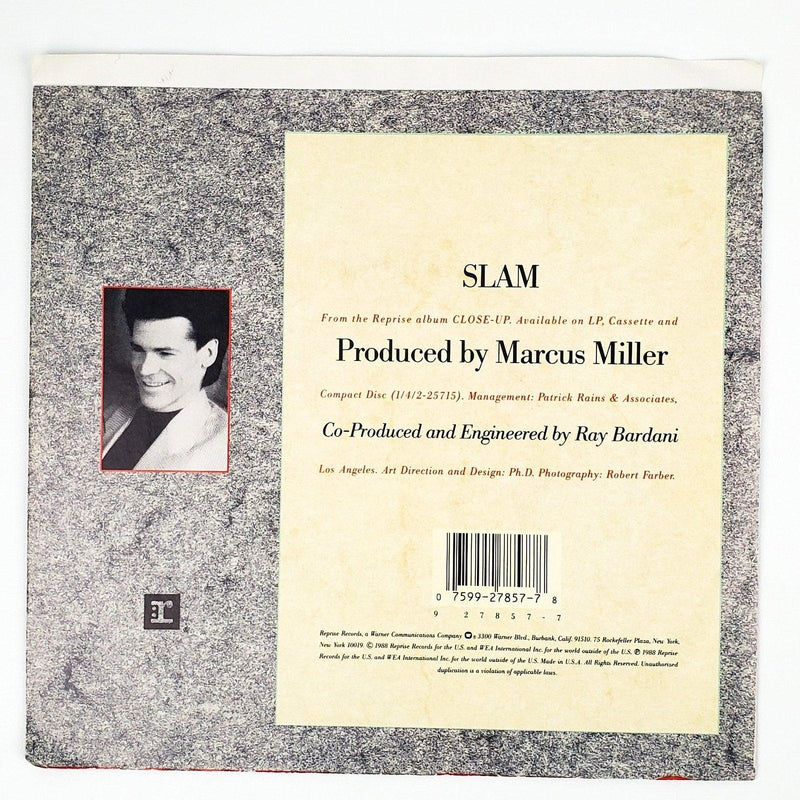 SLAM
From the Reprise album CLOSE-UP. Available on LP, Cassette and
Produced by Marcus Miller
Compact Disc (1/4/2-25715). Management: Patrick Rains & Associates,
Co-Produced and Engineered by Ray Bardani
Los Angeles. Art Direction and Design: Ph.D. Photography: Robert Farber.
r
0 7599-27857-7 8
9 27857-7
Reprise Records, a Warner Communications Company 3300 Warner Blvd., Burbank, Calif. 91510. 75 Rockefeller Plaza, New York,
New York 10019. © 1988 Reprise Records for the U.S. and WEA International Inc. for the world outside of the U.S. ℗ 1988 Reprise
Records for the U.S. and WEA International Inc. for the world outside of the U.S. Made in U.S.A. All Rights Reserved. Unauthorized
duplication is a violation of applicable laws.